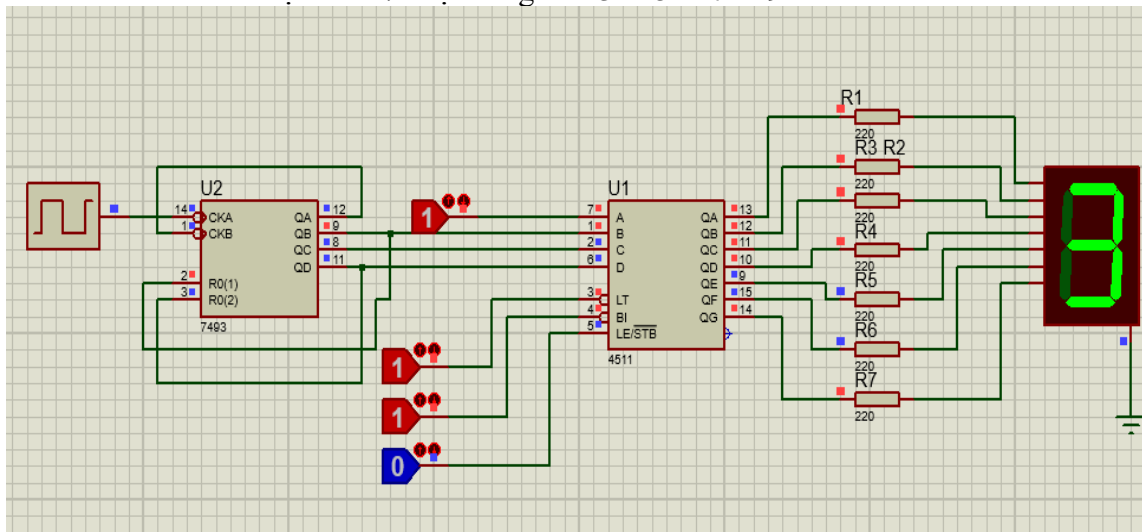 U2
14 CKA QA 12
1 CKB QB 9
QC 8
QD 11
2 R0(1)
3 R0(2)
7493
1
1
1
0
U1
7 A QA 13
1 B QB 12
2 C QC 11
6 D QD 10
QE 9
3 LT QF 15
4 BI QG 14
5 LE/STB
4511
R1
220
R3 R2
220
220
R4
220
R5
220
R6
220
R7
220
3